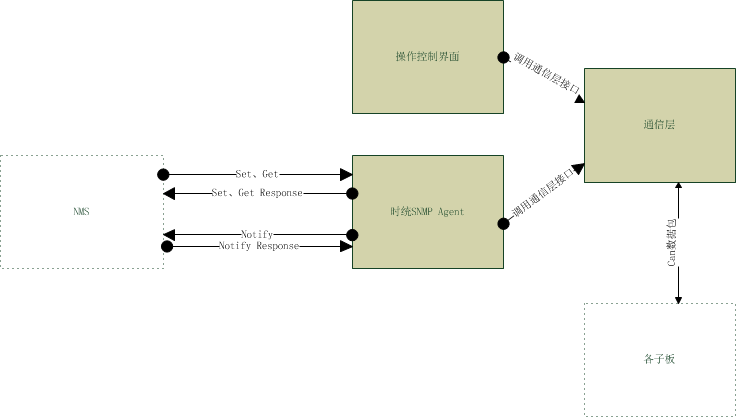 操作控制界面
调用通信层接口
通信层
Set、Get
Set、Get Response
NMS
时统SNMP Agent
调用通信层接口
Notify
Notify Response
Can数据包
各子板